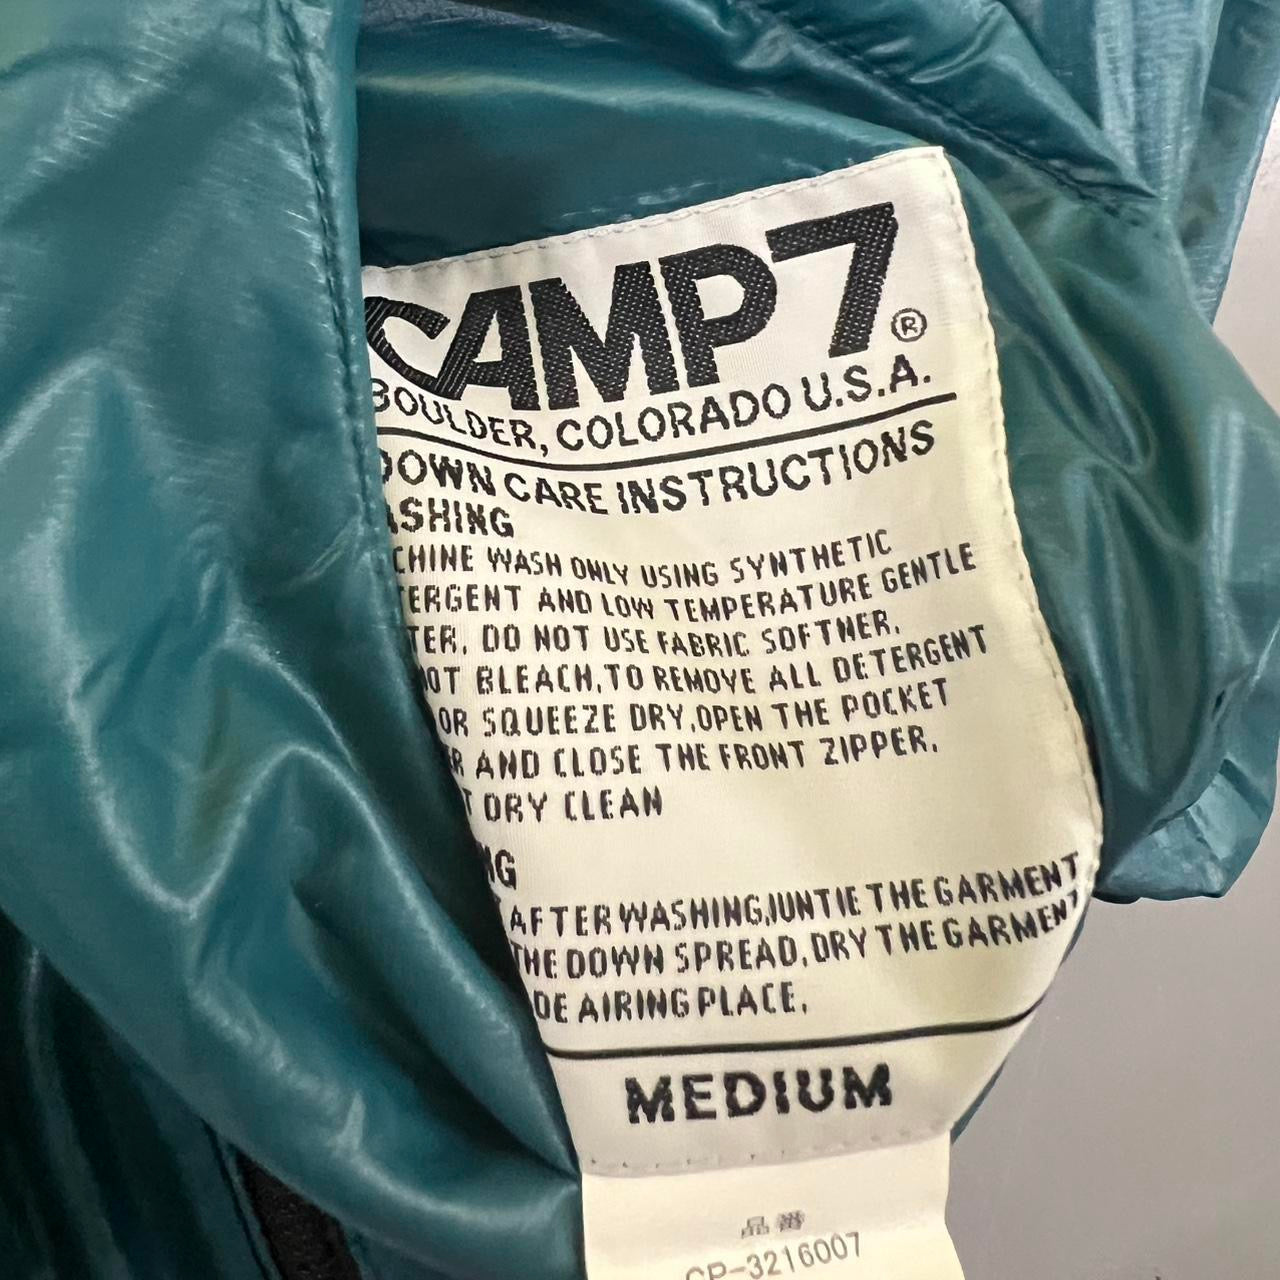 CAMP7®
BOULDER, COLORADO U.S.A.
DOWN CARE INSTRUCTIONS
ASHING
CHINE WASH ONLY USING SYNTHETIC
TERGENT AND LOW TEMPERATURE GENTLE
TER, DO NOT USE FABRIC SOFTNER,
OT BLEACH,TO REMOVE ALL DETERGENT
OR SQUEEZE DRY,OPEN THE POCKET
R AND CLOSE THE FRONT ZIPPER,
T DRY CLEAN
NG
AFTER WASHING,IUNTIE THE GARMENT
THE DOWN SPREAD,DRY THE GARMENT
DE AIRING PLACE,
MEDIUM
品番
CP-3216007